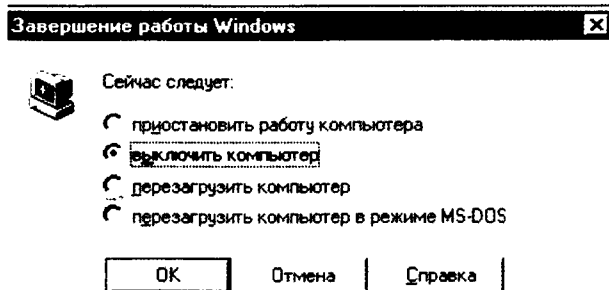 Завершение работы Windows
Сейчас следует:
приостановить работу компьютера
выключить компьютер
перезагрузить компьютер
перезагрузить компьютер в режиме MS-DOS
OK Отмена Справка